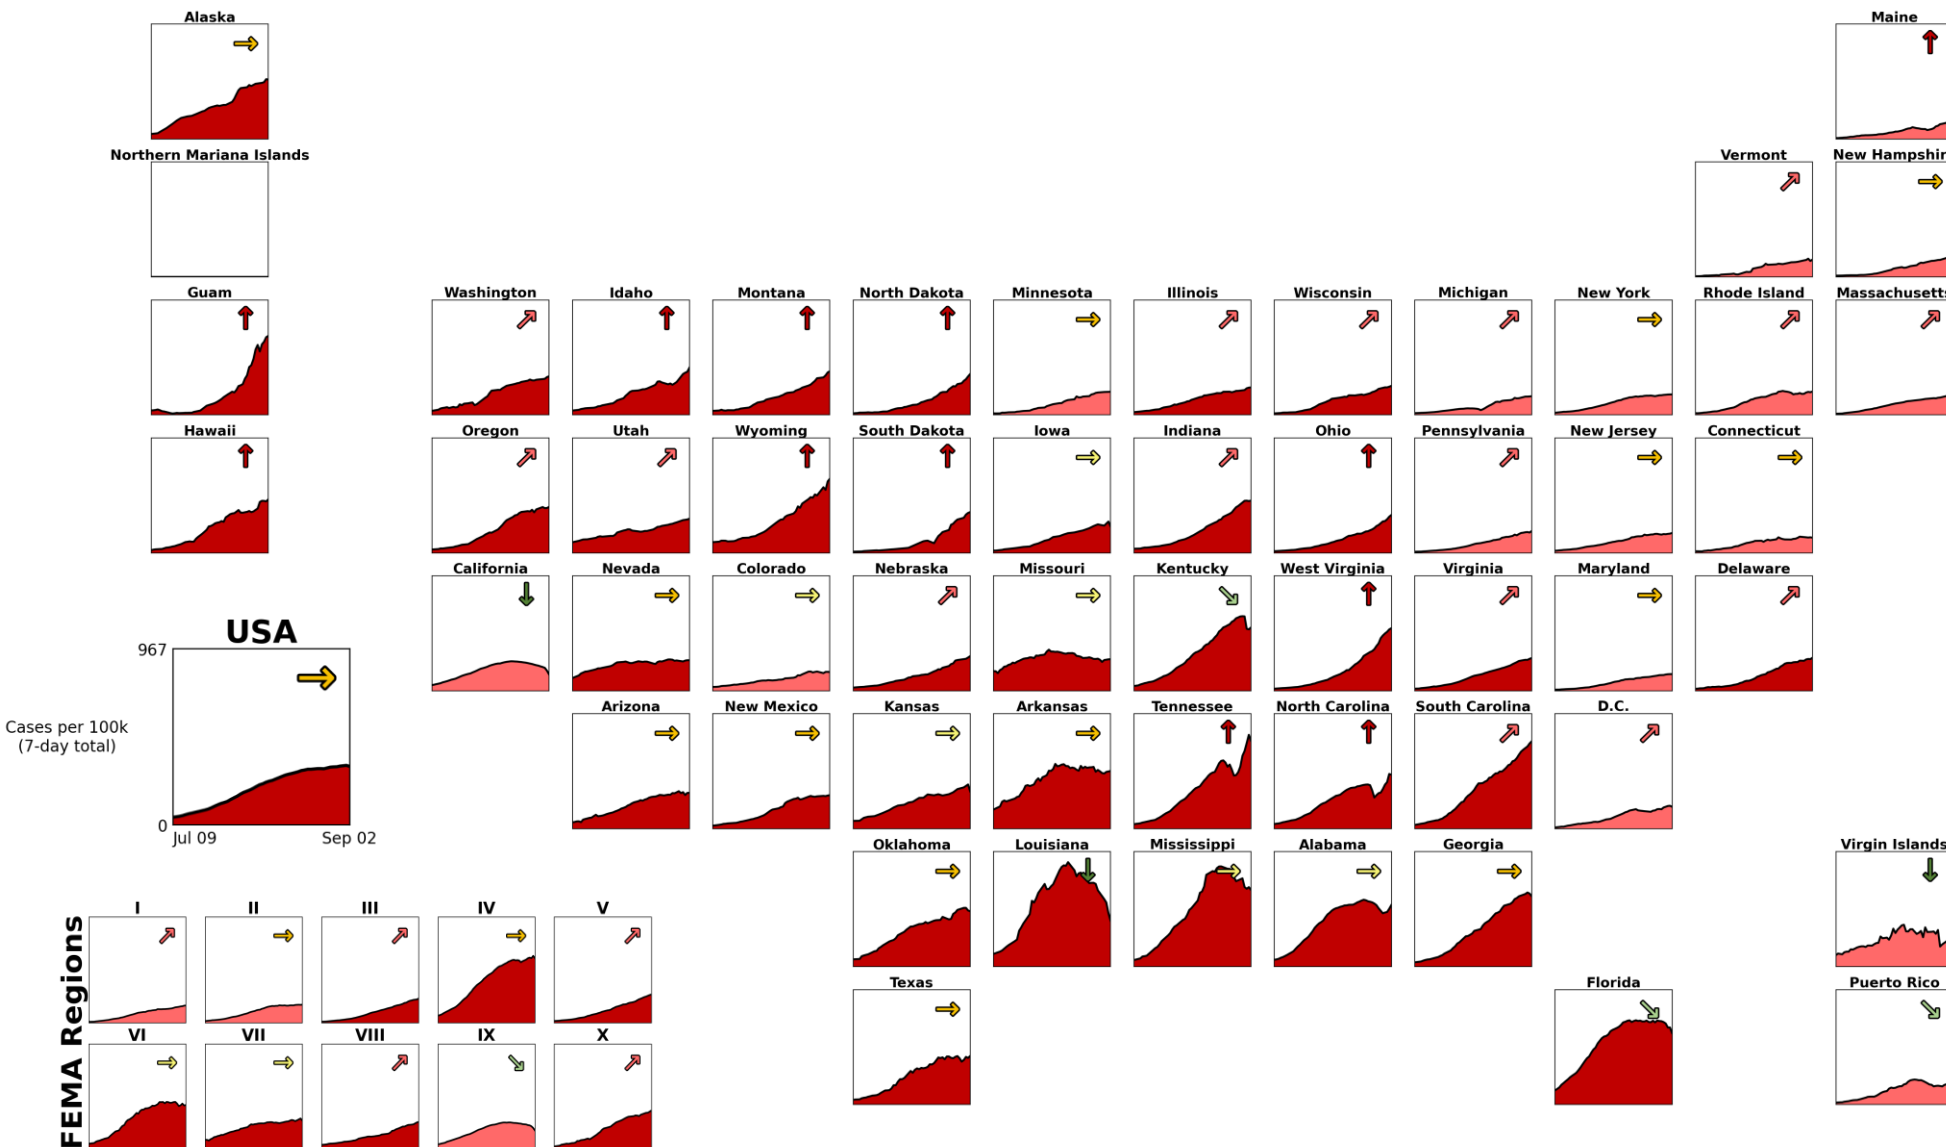 Alaska
Maine
Northern Mariana Islands
Vermont
New Hampshir
Guam
Washington
Idaho
Montana
North Dakota
Minnesota
Illinois
Wisconsin
Michigan
New York
Rhode Island
Massachusetts
Hawaii
Oregon
Utah
Wyoming
South Dakota
Iowa
Indiana
Ohio
Pennsylvania
New Jersey
Connecticut
California
Nevada
Colorado
Nebraska
Missouri
Kentucky
West Virginia
Virginia
Maryland
Delaware
USA
967
Cases per 100k
(7-day total)
0
Jul 09
Sep 02
Arizona
New Mexico
Kansas
Arkansas
Tennessee
North Carolina
South Carolina
D.C.
Oklahoma
Louisiana
Mississippi
Alabama
Georgia
Virgin Islands
Texas
Florida
Puerto Rico
FEMA Regions
I
II
III
IV
V
VI
VII
VIII
IX
X